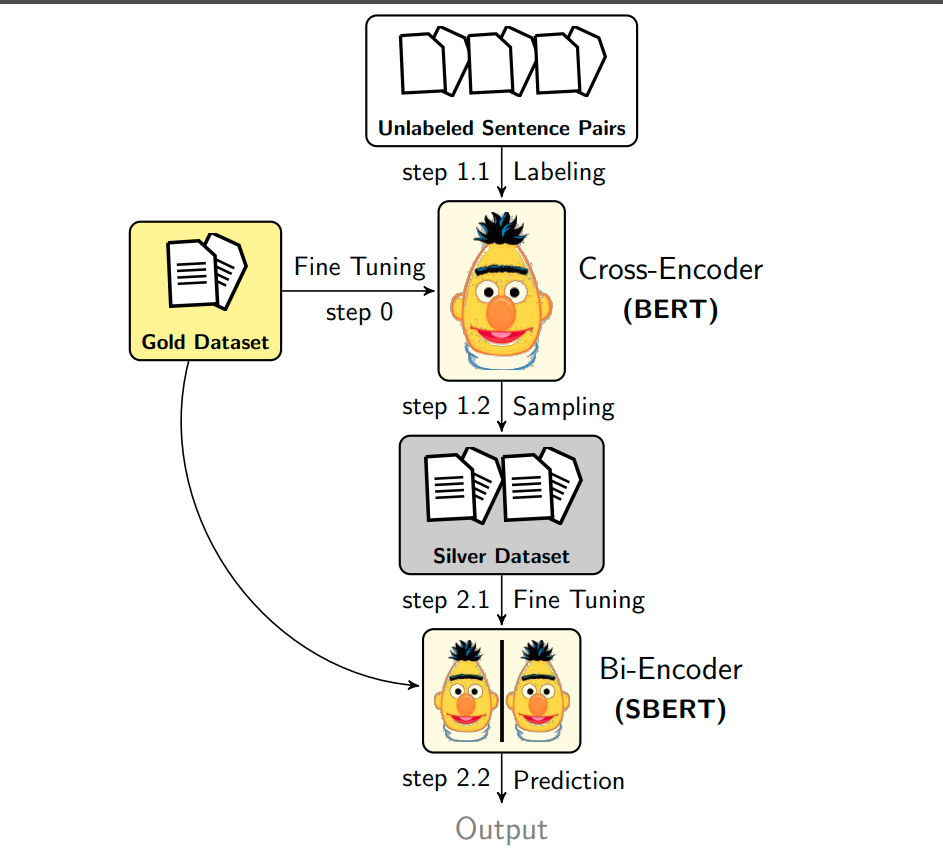 Unlabeled Sentence Pairs
step 1.1 Labeling
Fine Tuning
step 0
Gold Dataset
Cross-Encoder
(BERT)
step 1.2 Sampling
Silver Dataset
step 2.1 Fine Tuning
Bi-Encoder
(SBERT)
step 2.2 Prediction
Output